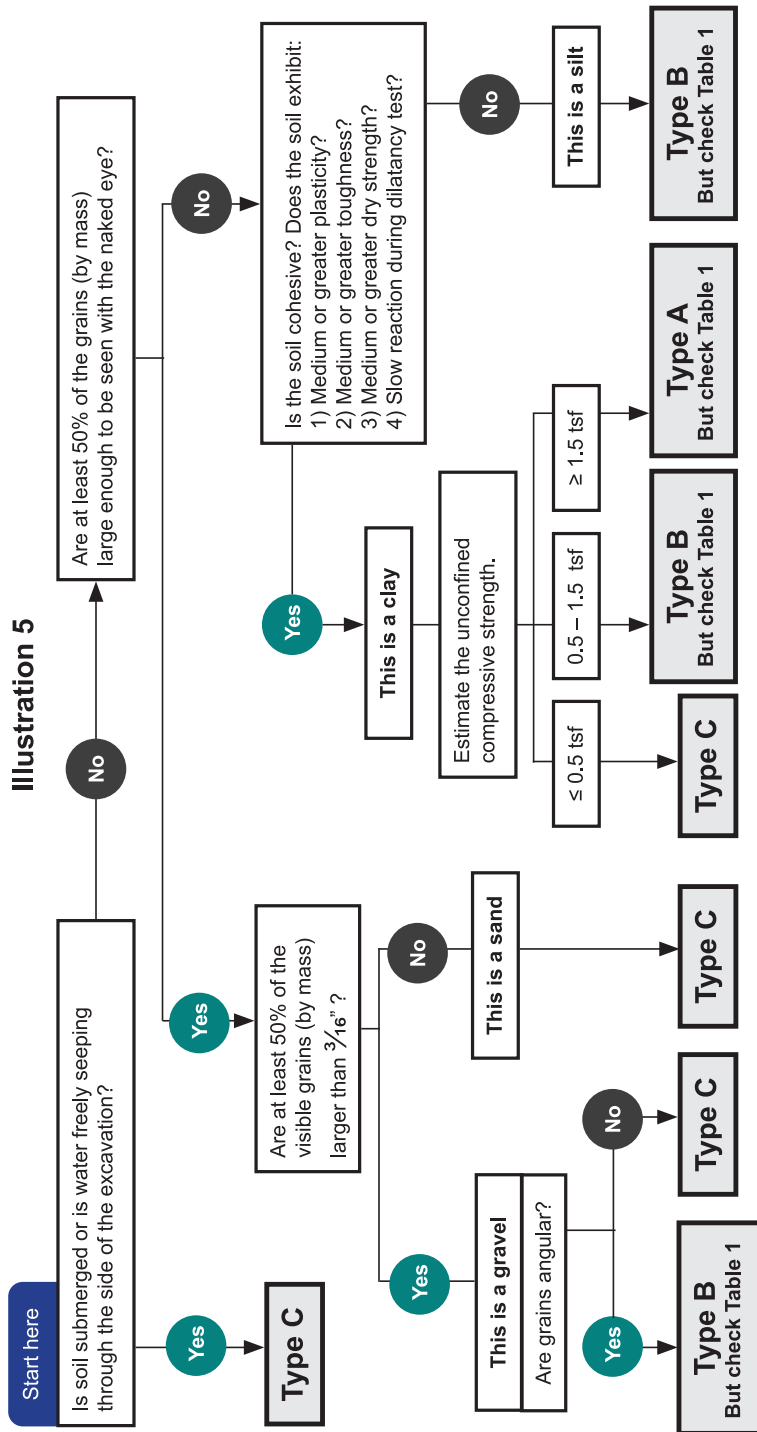 Illustration 5
Start here
Is soil submerged or is water freely seeping
through the side of the excavation?
Yes
Type C
No
Are at least 50% of the grains (by mass)
large enough to be seen with the naked eye?
Yes
Are at least 50% of the
visible grains (by mass)
larger than 3/16” ?
Yes
This is a gravel
Are grains angular?
Yes
Type B
But check Table 1
No
Type C
No
This is a sand
Type C
No
Is the soil cohesive? Does the soil exhibit:
1) Medium or greater plasticity?
2) Medium or greater toughness?
3) Medium or greater dry strength?
4) Slow reaction during dilatancy test?
Yes
This is a clay
Estimate the unconfined
compressive strength.
≤ 0.5 tsf
Type C
0.5 – 1.5 tsf
Type B
But check Table 1
≥ 1.5 tsf
Type A
But check Table 1
No
This is a silt
Type B
But check Table 1